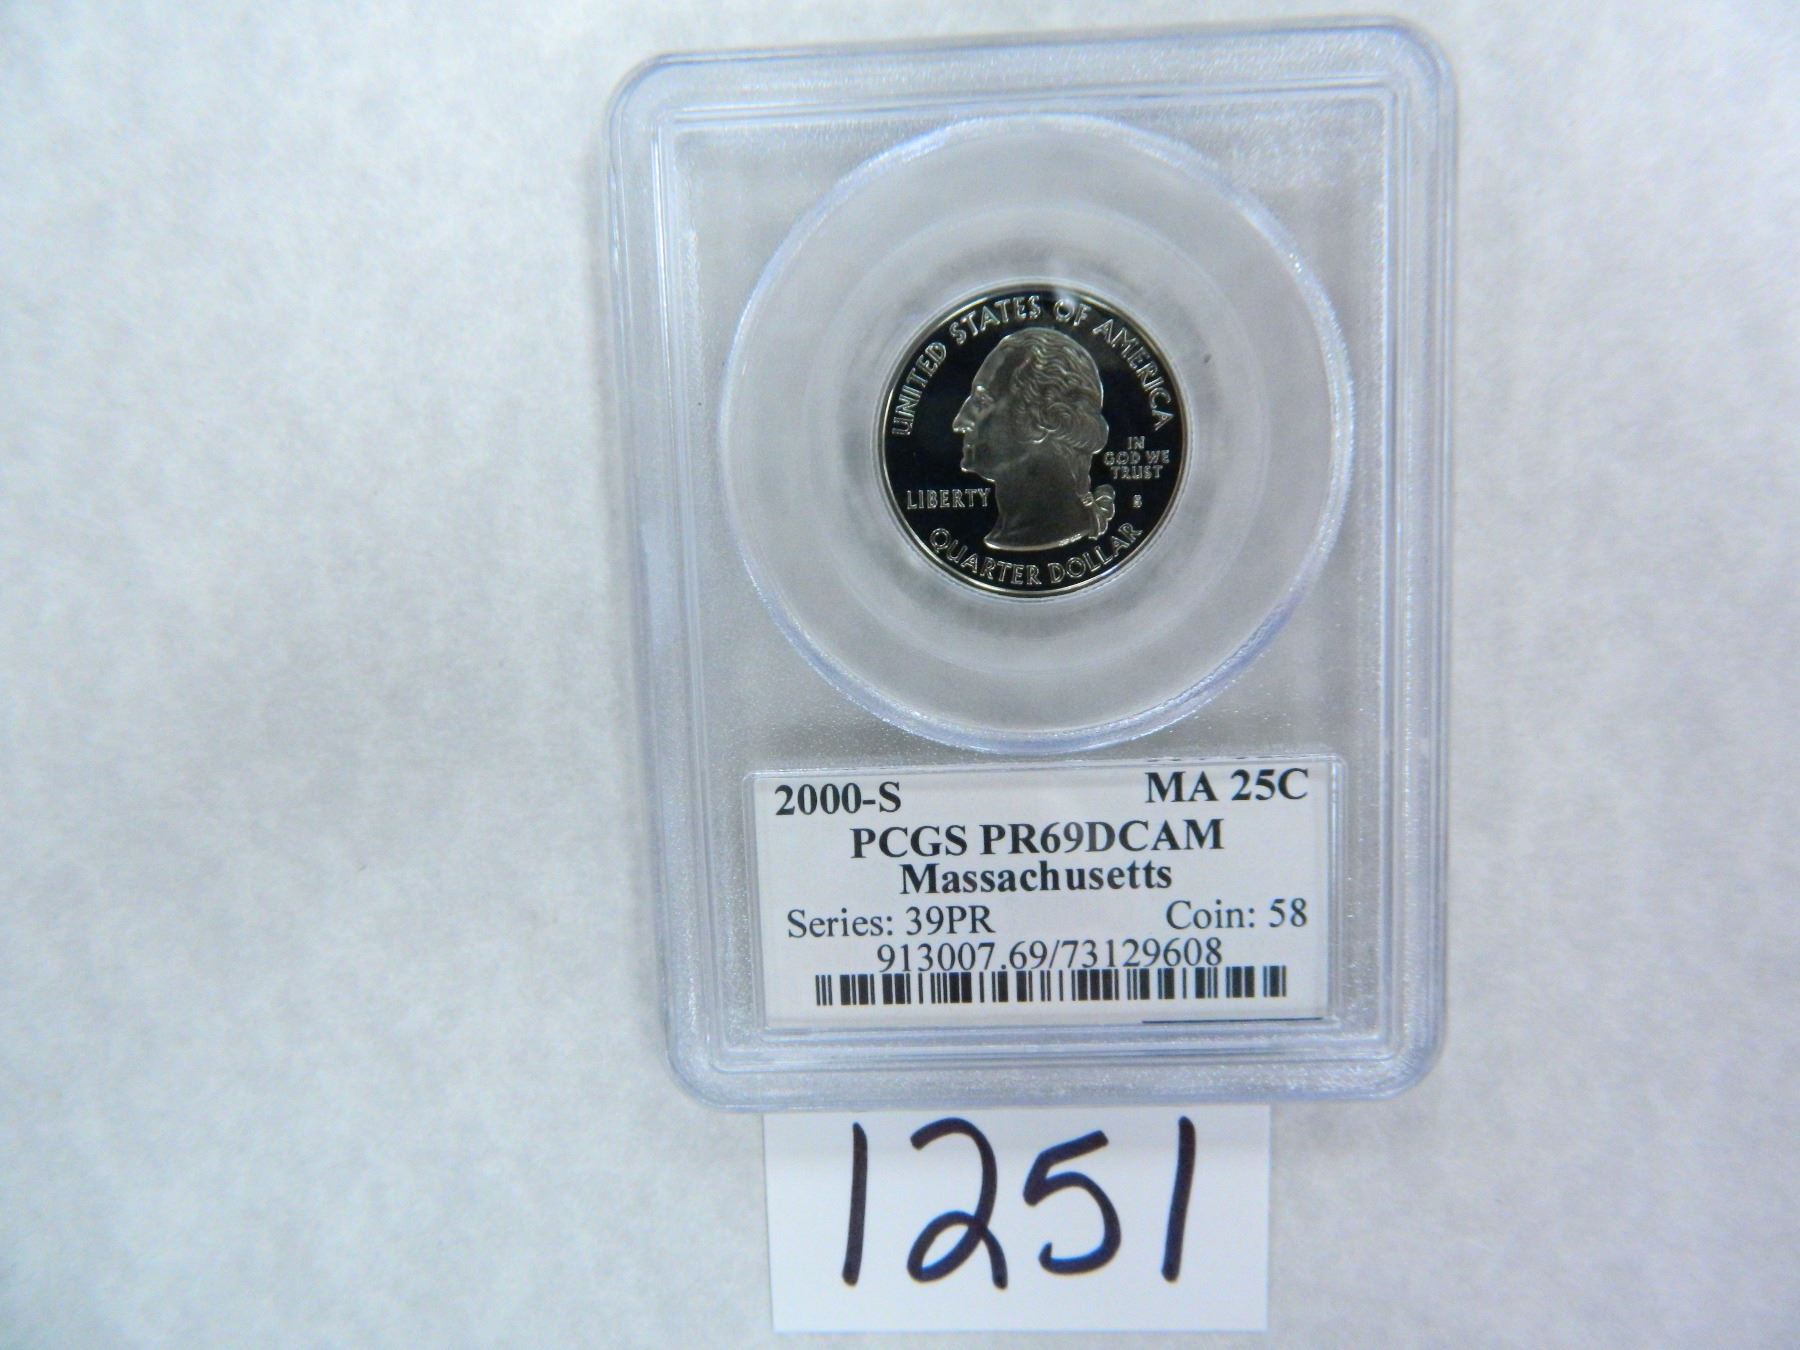 UNITED STATES OF AMERICA
IN
GOD WE
TRUST
LIBERTY
S
QUARTER DOLLAR
2000-S MA 25C
PCGS PR69DCAM
Massachusetts
Series: 39PR Coin: 58
913007.69/73129608
1251